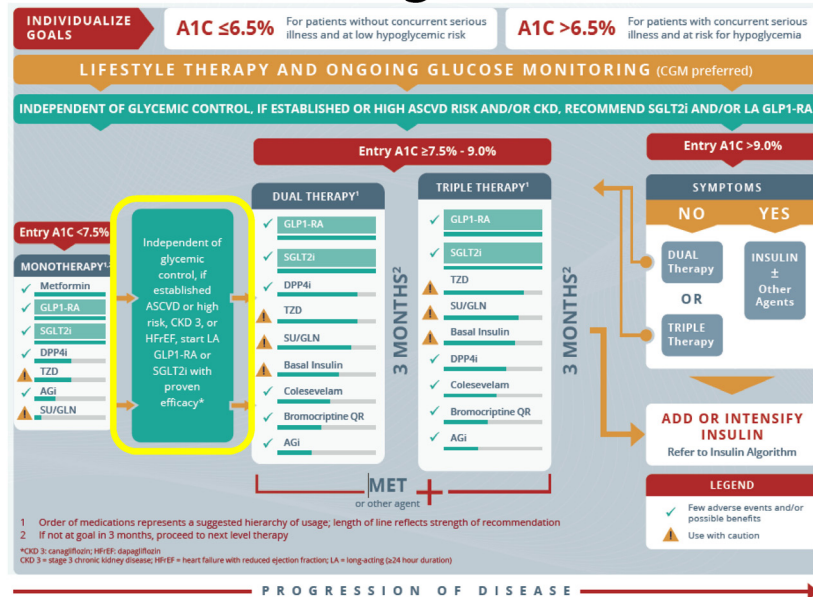 INDIVIDUALIZE
GOALS
A1C ≤6.5%
For patients without concurrent serious
illness and at low hypoglycemic risk
A1C >6.5%
For patients with concurrent serious
illness and at risk for hypoglycemia
LIFESTYLE THERAPY AND ONGOING GLUCOSE MONITORING (CGM preferred)
INDEPENDENT OF GLYCEMIC CONTROL, IF ESTABLISHED OR HIGH ASCVD RISK AND/OR CKD, RECOMMEND SGLT2i AND/OR LA GLP1-RA
Entry A1C <7.5%
MONOTHERAPY¹,
Metformin
GLP1-RA
SGLT2i
DPP4i
TZD
AGi
SU/GLN
Independent of
glycemic
control, if
established
ASCVD or high
risk, CKD 3, or
HFrEF, start LA
GLP1-RA or
SGLT2i with
proven
efficacy*
Entry A1C ≥7.5% - 9.0%
DUAL THERAPY¹
GLP1-RA
SGLT2i
DPP4i
TZD
SU/GLN
Basal Insulin
Colesevelam
Bromocriptine QR
AGi
3 MONTHS²
TRIPLE THERAPY¹
GLP1-RA
SGLT2i
TZD
SU/GLN
Basal Insulin
DPP4i
Colesevelam
Bromocriptine QR
AGi
3 MONTHS²
MET
or other agent
+
Entry A1C >9.0%
SYMPTOMS
NO
YES
DUAL
Therapy
OR
TRIPLE
Therapy
INSULIN
±
Other
Agents
ADD OR INTENSIFY
INSULIN
Refer to Insulin Algorithm
LEGEND
Few adverse events and/or
possible benefits
Use with caution
1 Order of medications represents a suggested hierarchy of usage; length of line reflects strength of recommendation
2 If not at goal in 3 months, proceed to next level therapy
*CKD 3: canagliflozin; HFrEF: dapagliflozin
CKD 3 = stage 3 chronic kidney disease; HFrEF = heart failure with reduced ejection fraction; LA = long-acting (≥24 hour duration)
PROGRESSION OF DISEASE